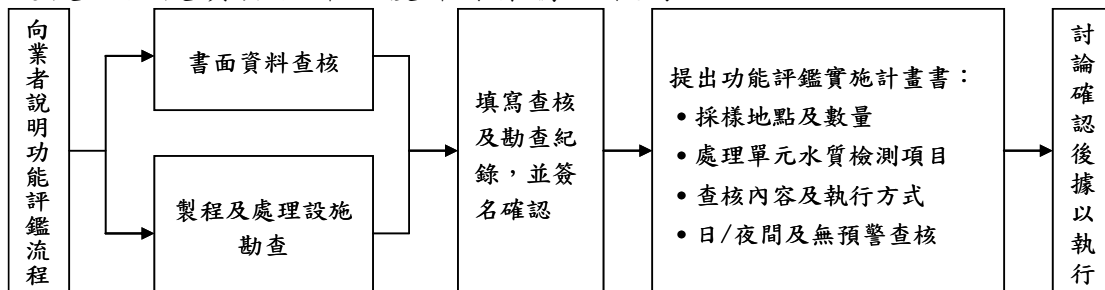 向業者說明功能評鑑流程
書面資料查核
製程及處理設施
勘查
填寫查核
及勘查紀
錄，並簽
名確認
提出功能評鑑實施計畫書：
•採樣地點及數量
•處理單元水質檢測項目
•查核內容及執行方式
•日/夜間及無預警查核
討論確認後據以執行